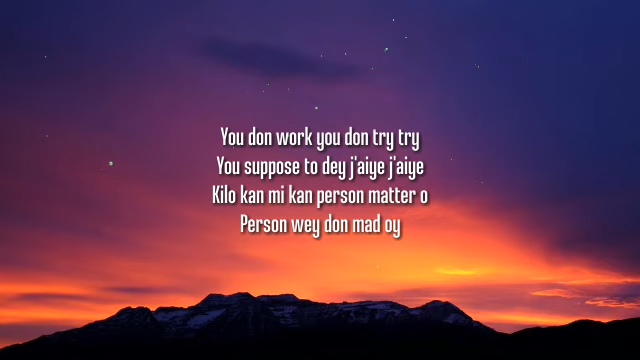 You don work you don try try
You suppose to dey j'aiye j'aiye
Kilo kan mi kan person matter o
Person wey don mad oy